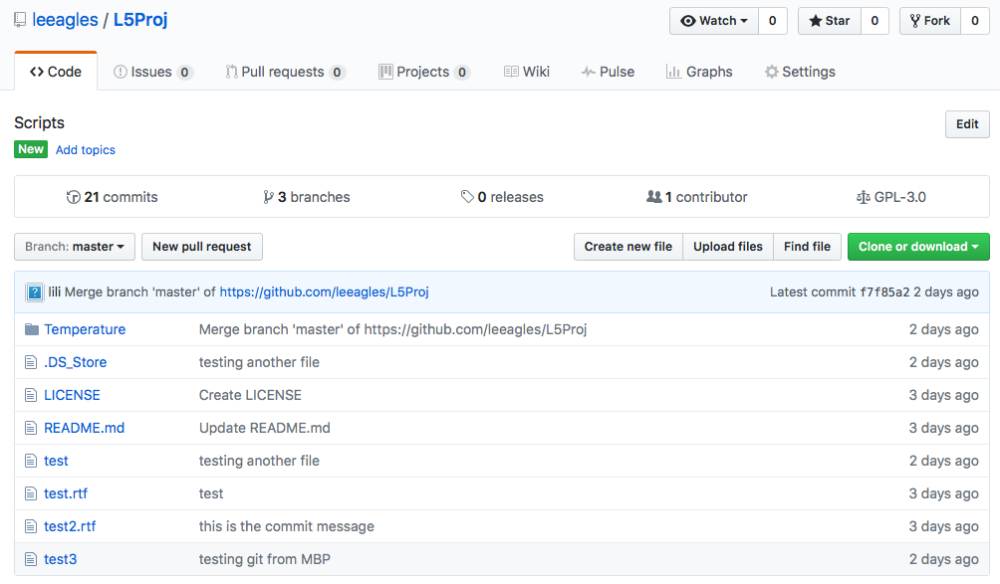 leeagles / L5Proj Watch 0 Star 0 Fork 0
Code Issues 0 Pull requests 0 Projects 0 Wiki Pulse Graphs Settings
Scripts Edit
New Add topics
21 commits 3 branches 0 releases 1 contributor GPL-3.0
Branch: master New pull request Create new file Upload files Find file Clone or download
? lili Merge branch 'master' of https://github.com/leeagles/L5Proj Latest commit f7f85a2 2 days ago
Temperature Merge branch 'master' of https://github.com/leeagles/L5Proj 2 days ago
.DS_Store testing another file 2 days ago
LICENSE Create LICENSE 3 days ago
README.md Update README.md 3 days ago
test testing another file 2 days ago
test.rtf test 3 days ago
test2.rtf this is the commit message 3 days ago
test3 testing git from MBP 2 days ago